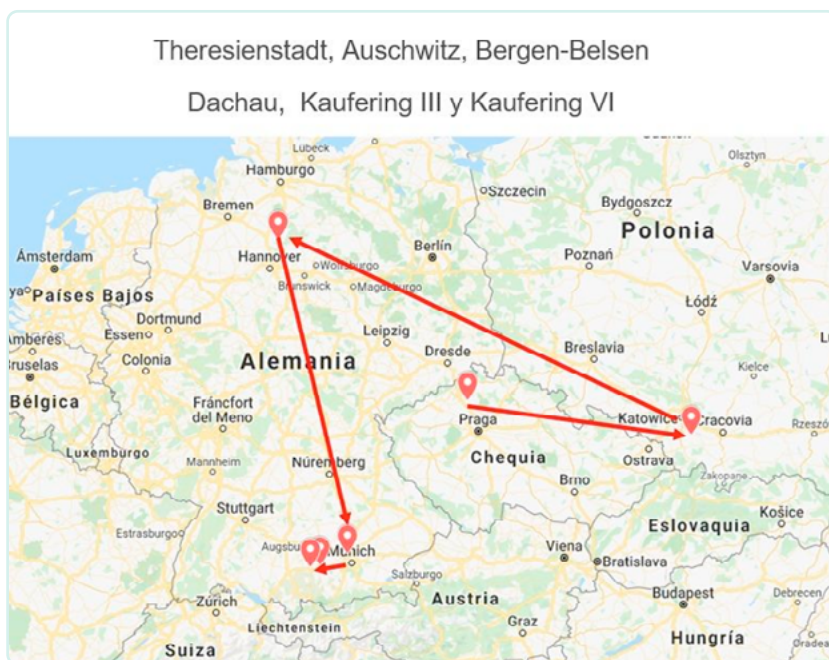 Theresienstadt, Auschwitz, Bergen-Belsen
Dachau, Kaufering III y Kaufering VI
Lubeck
Hamburgo
Olsztyn
Szczecin
Bremen
Bydgoszcz
Polonia
Ámsterdam
Hannover
Wolfsburgo
Berlín
Poznań
Varsovia
Países Bajos
Brunswick
Magdeburgo
Łódź
Dortmund
Essen
Leipzig
Amberes
Colonia
Alemania
Dresde
Breslavia
Kielce
Bruselas
Bélgica
Fráncfort
del Meno
Praga
Katowice
Cracovia
Luxemburgo
Mannheim
Núremberg
Chequia
Ostrava
Zakopane
Brno
Stuttgart
Eslovaquia
Košice
Estrasburgo
Múnich
Viena
Bratislava
Salzburgo
Zúrich
Austria
Budapest
Debrecen
Liechtenstein
Graz
Hungría
Suiza